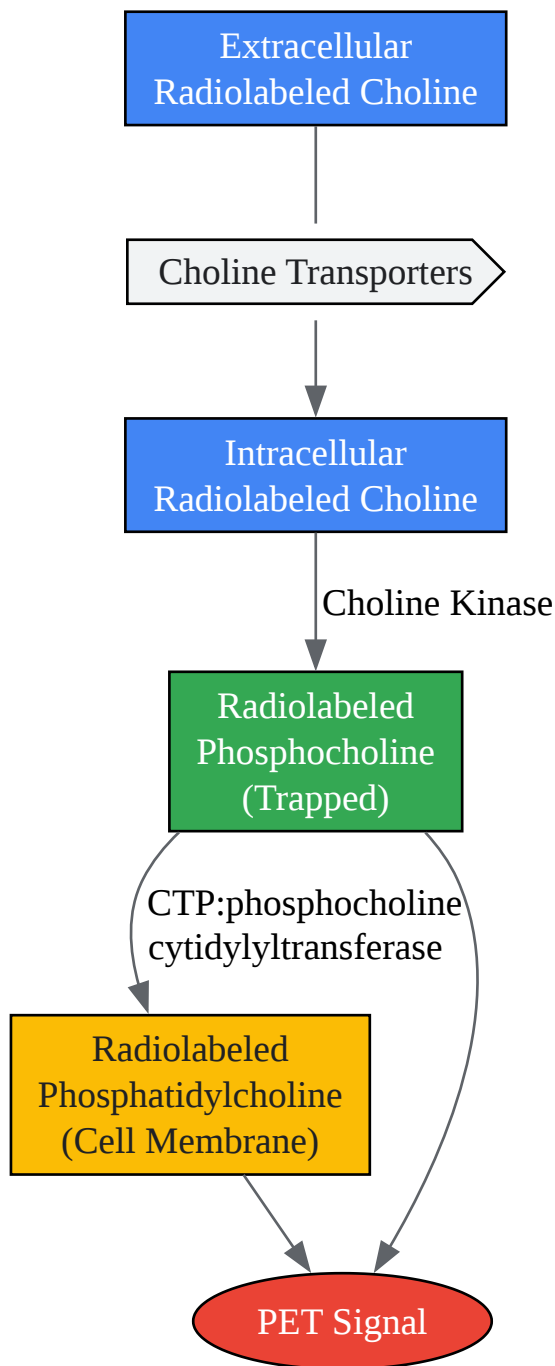 Extracellular
Radiolabeled Choline
Choline Transporters
Intracellular
Radiolabeled Choline
Choline Kinase
Radiolabeled
Phosphocholine
(Trapped)
CTP:phosphocholine
cytidylyltransferase
Radiolabeled
Phosphatidylcholine
(Cell Membrane)
PET Signal